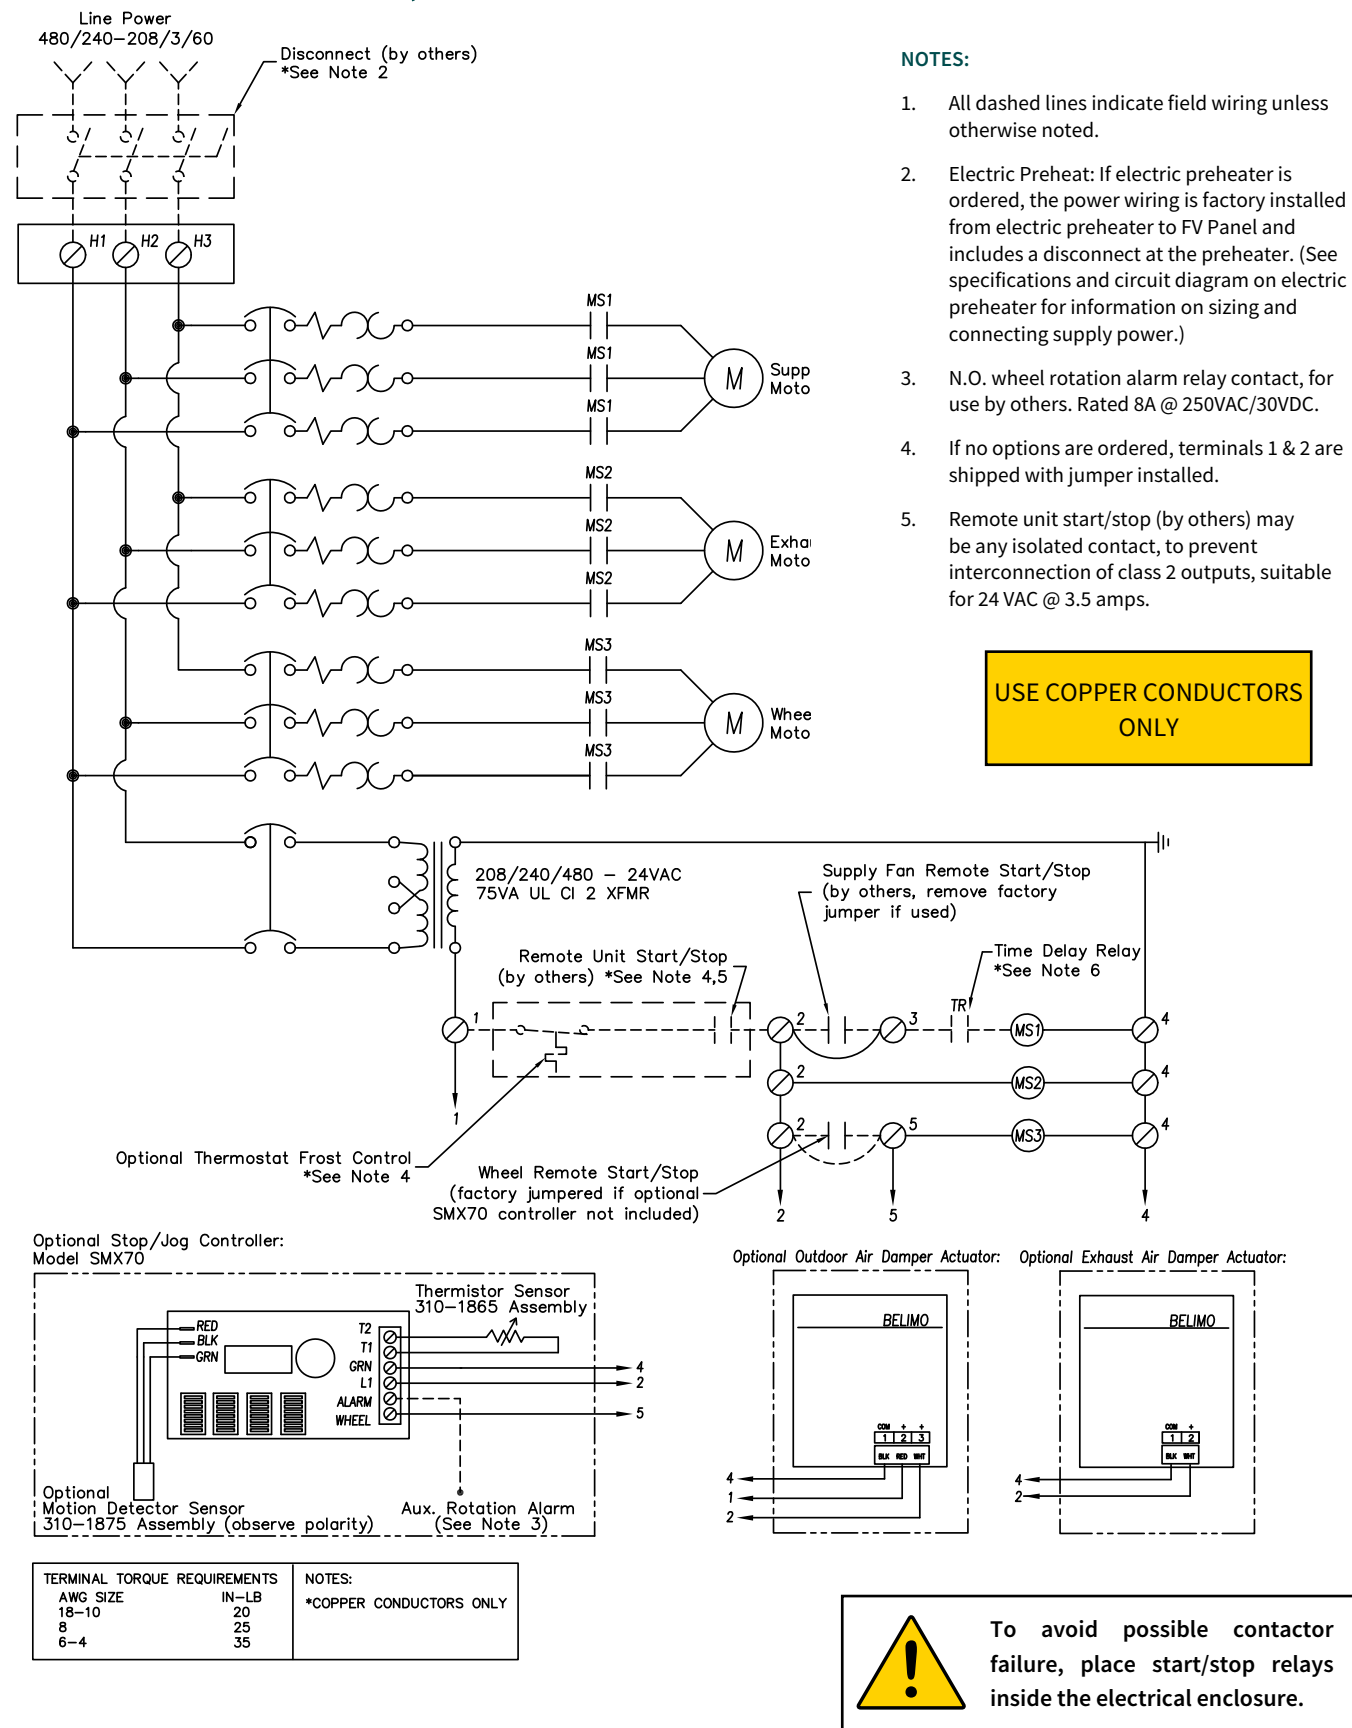 Line Power
480/240-208/3/60
Disconnect (by others)
*See Note 2
H1
H2
H3
MS1
MS1
MS1
M
Supp
Moto
MS2
MS2
MS2
M
Moto
MS3
MS3
MS3
M
Whee
Moto
208/240/480 - 24VAC
75VA UL Cl 2 XFMR
Supply Fan Remote Start/Stop
(by others, remove factory
jumper if used)
Remote Unit Start/Stop
(by others) *See Note 4,5
Time Delay Relay
*See Note 6
TR
1
2
3
MS1
4
2
MS2
4
2
5
MS3
4
1
Optional Thermostat Frost Control
*See Note 4
Wheel Remote Start/Stop
(factory jumpered if optional
SMX70 controller not included)
2
5
4
NOTES:
1. All dashed lines indicate field wiring unless
otherwise noted.
2. Electric Preheat: If electric preheater is
ordered, the power wiring is factory installed
from electric preheater to FV Panel and
includes a disconnect at the preheater. (See
specifications and circuit diagram on electric
preheater for information on sizing and
connecting supply power.)
3. N.O. wheel rotation alarm relay contact, for
use by others. Rated 8A @ 250VAC/30VDC.
4. If no options are ordered, terminals 1 & 2 are
shipped with jumper installed.
5. Remote unit start/stop (by others) may
be any isolated contact, to prevent
interconnection of class 2 outputs, suitable
for 24 VAC @ 3.5 amps.
USE COPPER CONDUCTORS
ONLY
Optional Stop/Jog Controller:
Model SMX70
RED
BLK
GRN
T2
T1
GRN
L1
ALARM
WHEEL
Thermistor Sensor
310-1865 Assembly
4
2
5
Optional
Motion Detector Sensor
310-1875 Assembly (observe polarity)
Aux. Rotation Alarm
(See Note 3)
Optional Outdoor Air Damper Actuator:
BELIMO
COM + +
1 2 3
BLK RED WHT
4
1
2
Optional Exhaust Air Damper Actuator:
BELIMO
COM +
1 2
BLK WHT
4
2
TERMINAL TORQUE REQUIREMENTS
AWG SIZE IN-LB
18-10 20
8 25
6-4 35
NOTES:
*COPPER CONDUCTORS ONLY
To avoid possible contactor
failure, place start/stop relays
inside the electrical enclosure.